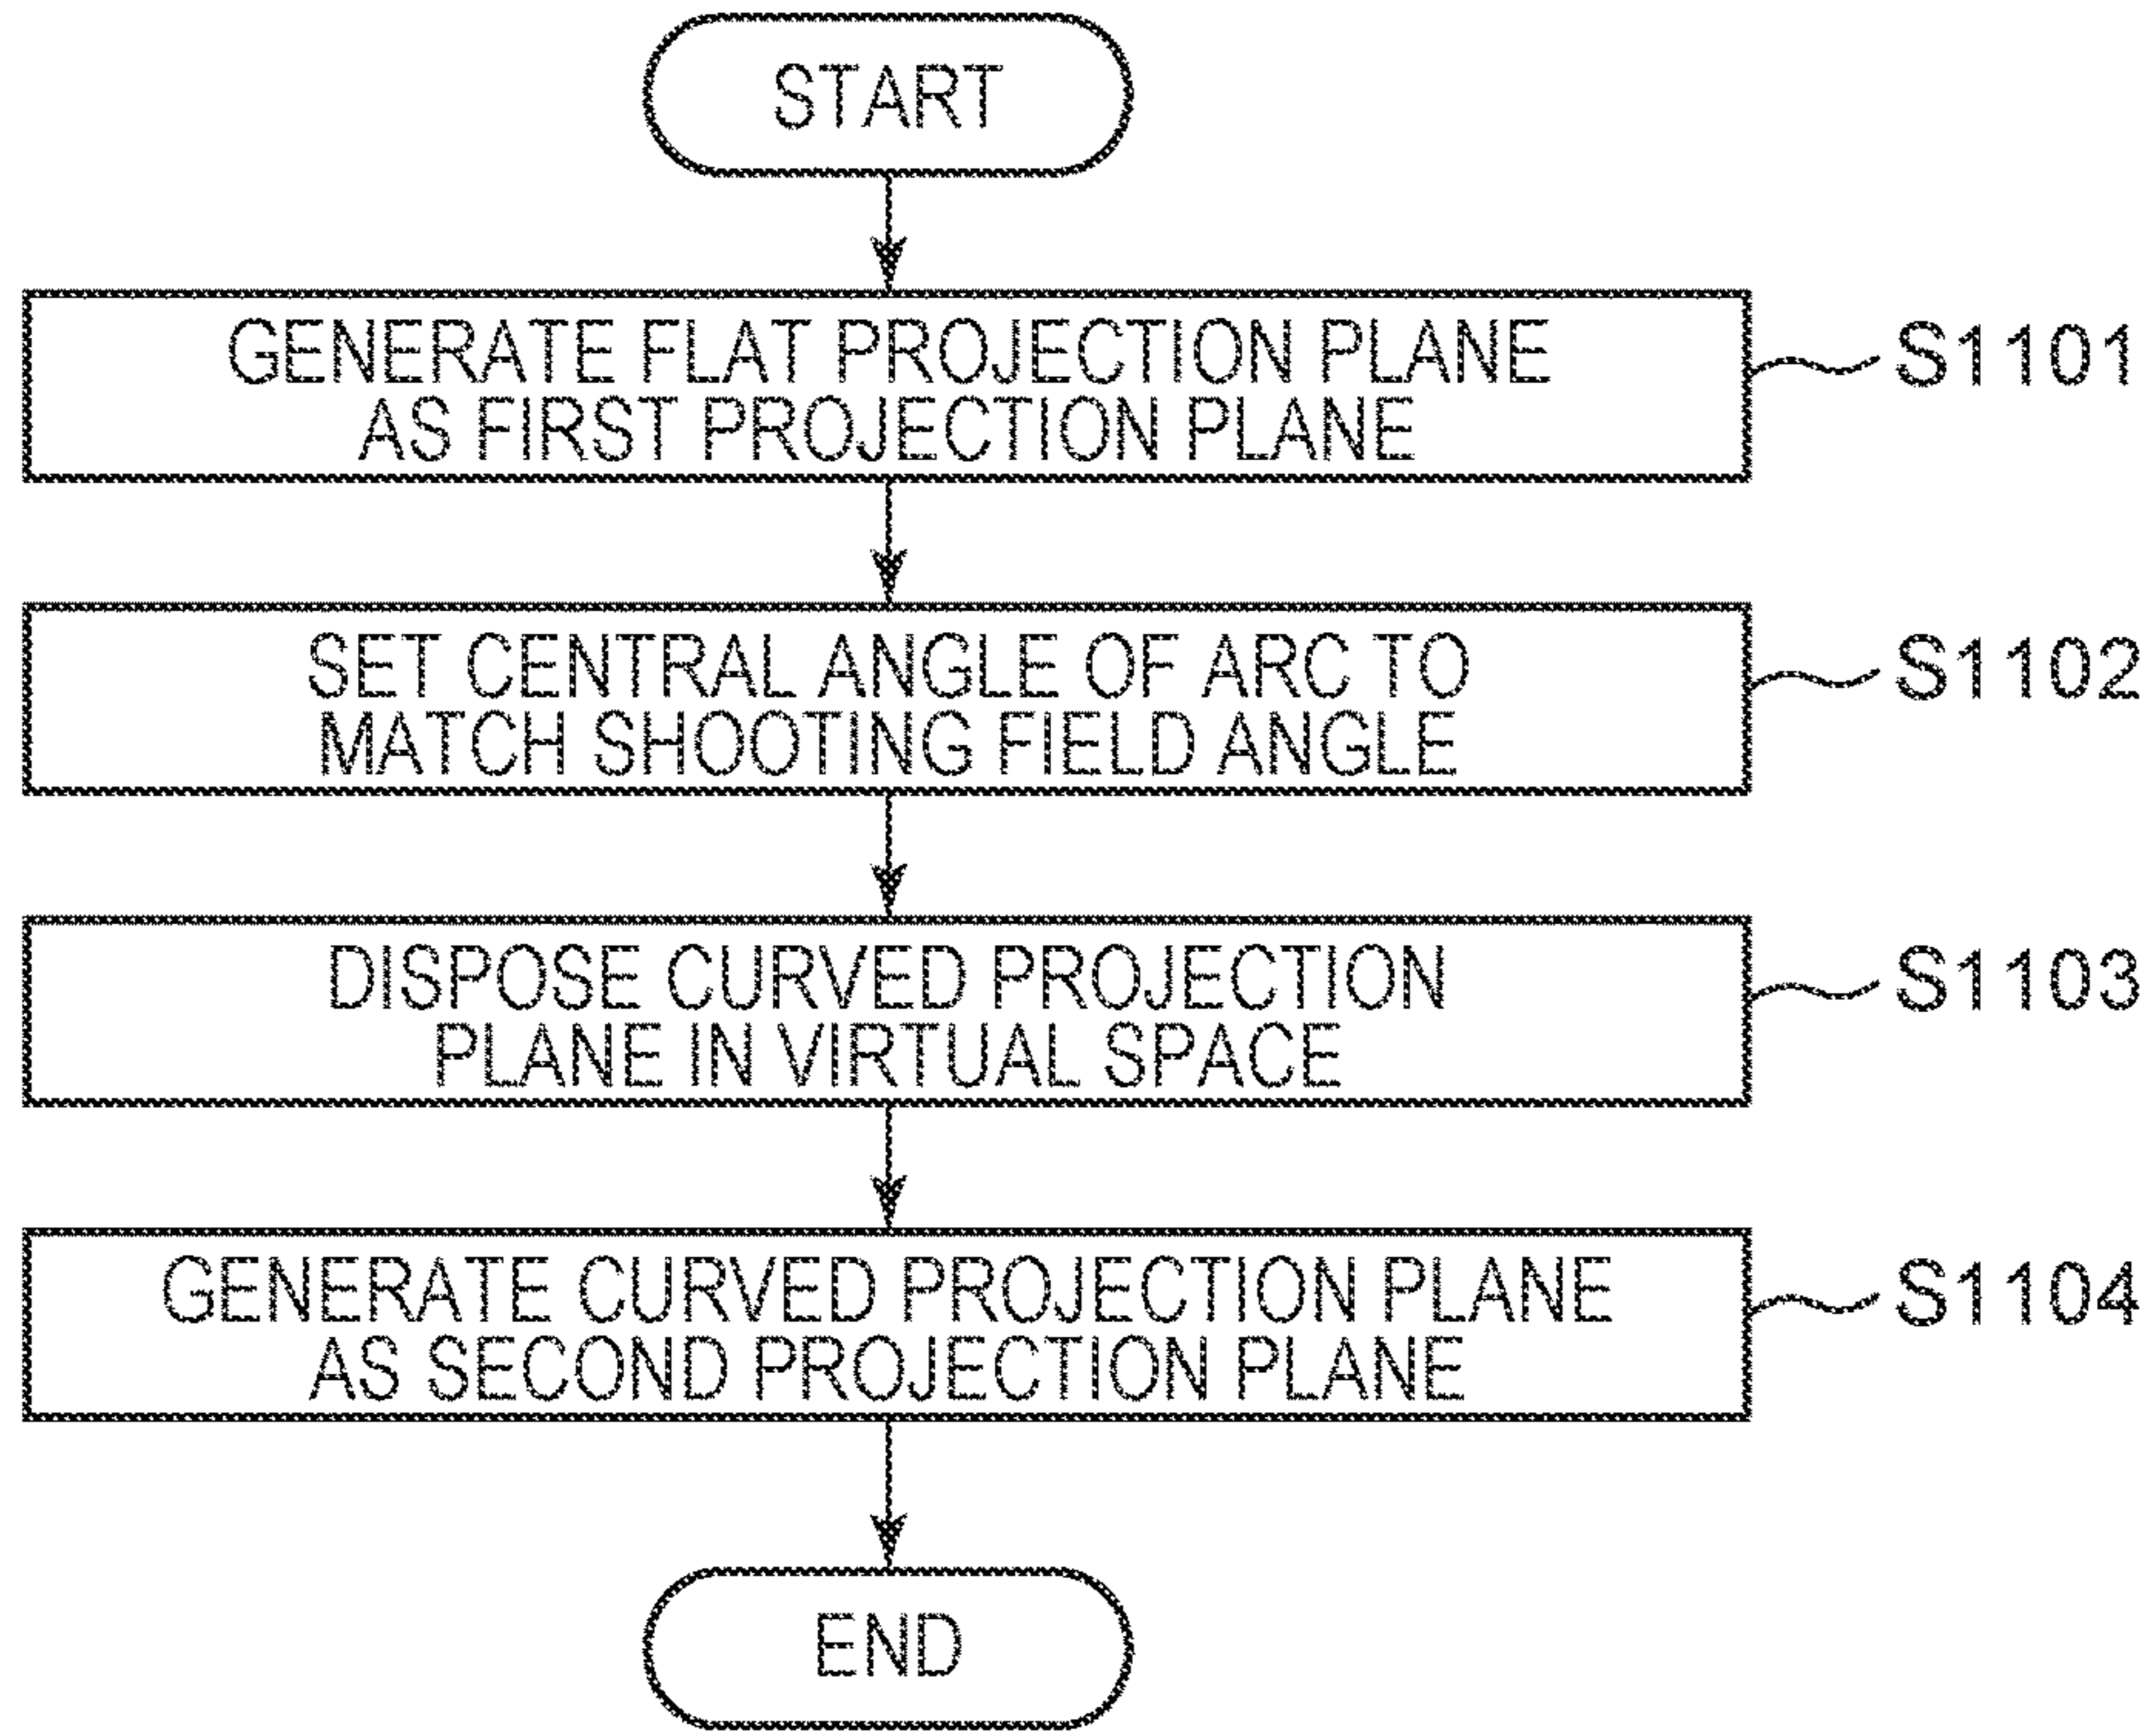 START
GENERATE FLAT PROJECTION PLANE
AS FIRST PROJECTION PLANE
S1101
SET CENTRAL ANGLE OF ARC TO
MATCH SHOOTING FIELD ANGLE
S1102
DISPOSE CURVED PROJECTION
PLANE IN VIRTUAL SPACE
S1103
GENERATE CURVED PROJECTION PLANE
AS SECOND PROJECTION PLANE
S1104
END